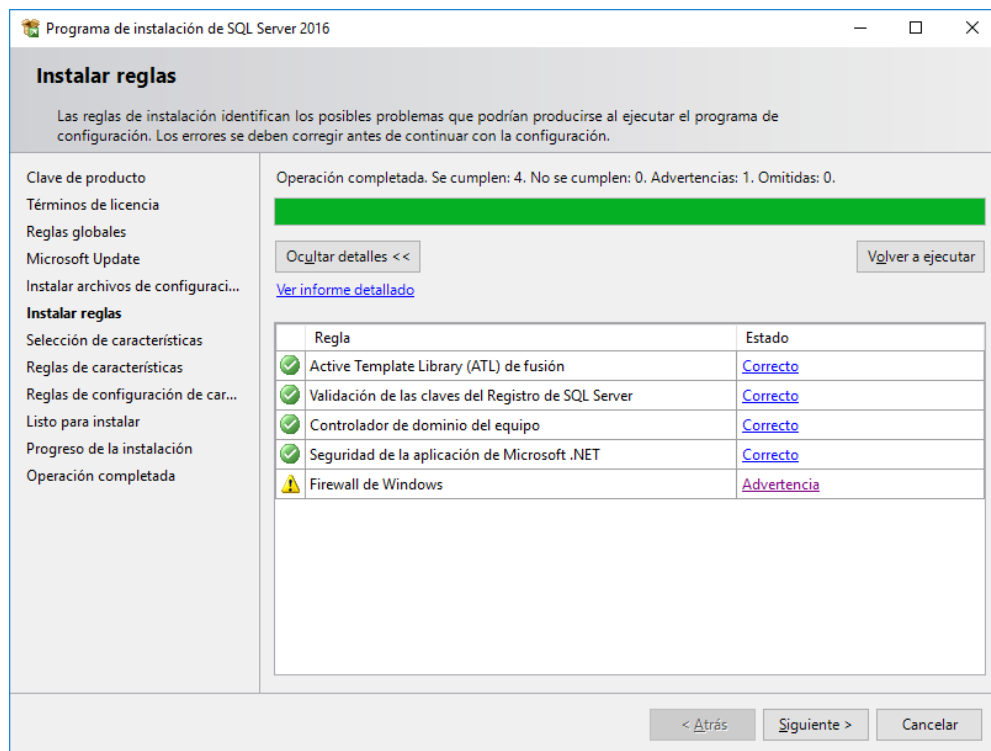 Programa de instalación de SQL Server 2016
Instalar reglas
Las reglas de instalación identifican los posibles problemas que podrían producirse al ejecutar el programa de
configuración. Los errores se deben corregir antes de continuar con la configuración.
Clave de producto
Términos de licencia
Reglas globales
Microsoft Update
Instalar archivos de configuraci...
Instalar reglas
Selección de características
Reglas de características
Reglas de configuración de car...
Listo para instalar
Progreso de la instalación
Operación completada
Operación completada. Se cumplen: 4. No se cumplen: 0. Advertencias: 1. Omitidas: 0.
Ocultar detalles <<
Volver a ejecutar
Ver informe detallado
Regla Estado
Active Template Library (ATL) de fusión Correcto
Validación de las claves del Registro de SQL Server Correcto
Controlador de dominio del equipo Correcto
Seguridad de la aplicación de Microsoft .NET Correcto
Firewall de Windows Advertencia
< Atrás Siguiente > Cancelar